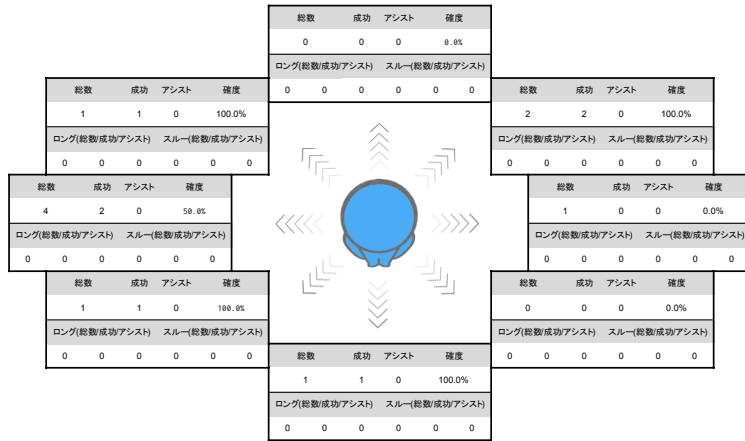 総数 成功 アシスト 確度
0 0 0 0.0%
ロング(総数/成功/アシスト) スルー(総数/成功/アシスト)
0 0 0 0 0 0
総数 成功 アシスト 確度
1 1 0 100.0%
ロング(総数/成功/アシスト) スルー(総数/成功/アシスト)
0 0 0 0 0 0
総数 成功 アシスト 確度
2 2 0 100.0%
ロング(総数/成功/アシスト) スルー(総数/成功/アシスト)
0 0 0 0 0 0
総数 成功 アシスト 確度
4 2 0 50.0%
ロング(総数/成功/アシスト) スルー(総数/成功/アシスト)
0 0 0 0 0 0
総数 成功 アシスト 確度
1 0 0 0.0%
ロング(総数/成功/アシスト) スルー(総数/成功/アシスト)
0 0 0 0 0 0
総数 成功 アシスト 確度
1 1 0 100.0%
ロング(総数/成功/アシスト) スルー(総数/成功/アシスト)
0 0 0 0 0 0
総数 成功 アシスト 確度
0 0 0 0.0%
ロング(総数/成功/アシスト) スルー(総数/成功/アシスト)
0 0 0 0 0 0
総数 成功 アシスト 確度
1 1 0 100.0%
ロング(総数/成功/アシスト) スルー(総数/成功/アシスト)
0 0 0 0 0 0